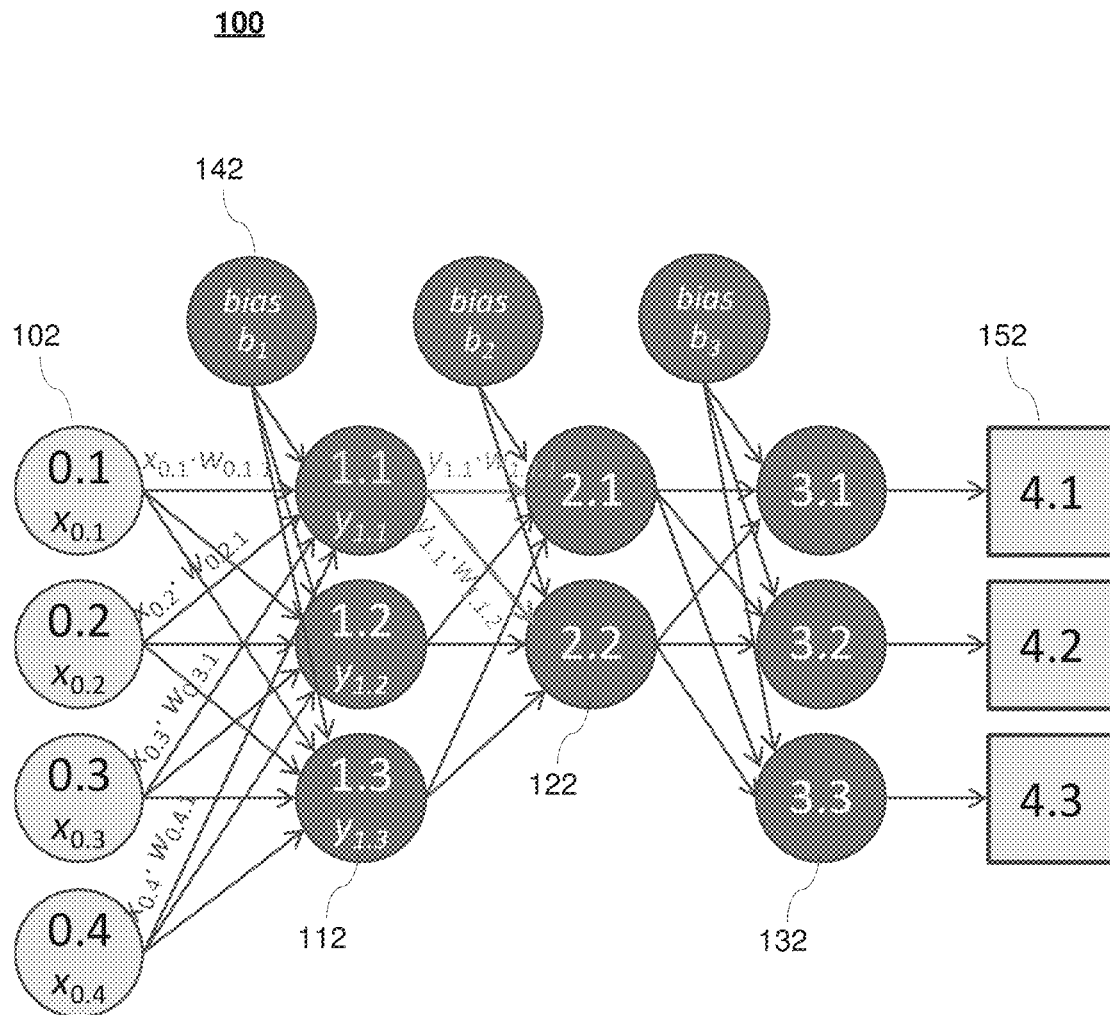 100
142
bias
b₁
bias
b₂
bias
b₃
102
152
0.1
x₀.₁
x₀.₁·w₀.₁.₁
1.1
y₁.₁
2.1
3.1
4.1
x₀.₂·w₀.₂.₁
y₁.₁·w₁.₁.₂
0.2
x₀.₂
1.2
y₁.₂
2.2
3.2
4.2
x₀.₃·w₀.₃.₁
0.3
x₀.₃
1.3
y₁.₃
122
3.3
4.3
x₀.₄·w₀.₄.₁
0.4
x₀.₄
112
132